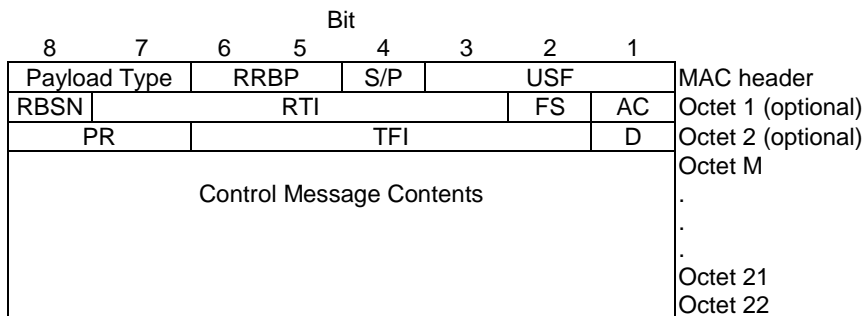 Bit
8 7 6 5 4 3 2 1
Payload Type RRBP S/P USF MAC header
RBSN RTI FS AC Octet 1 (optional)
PR TFI D Octet 2 (optional)
Octet M
Control Message Contents .
.
.
Octet 21
Octet 22